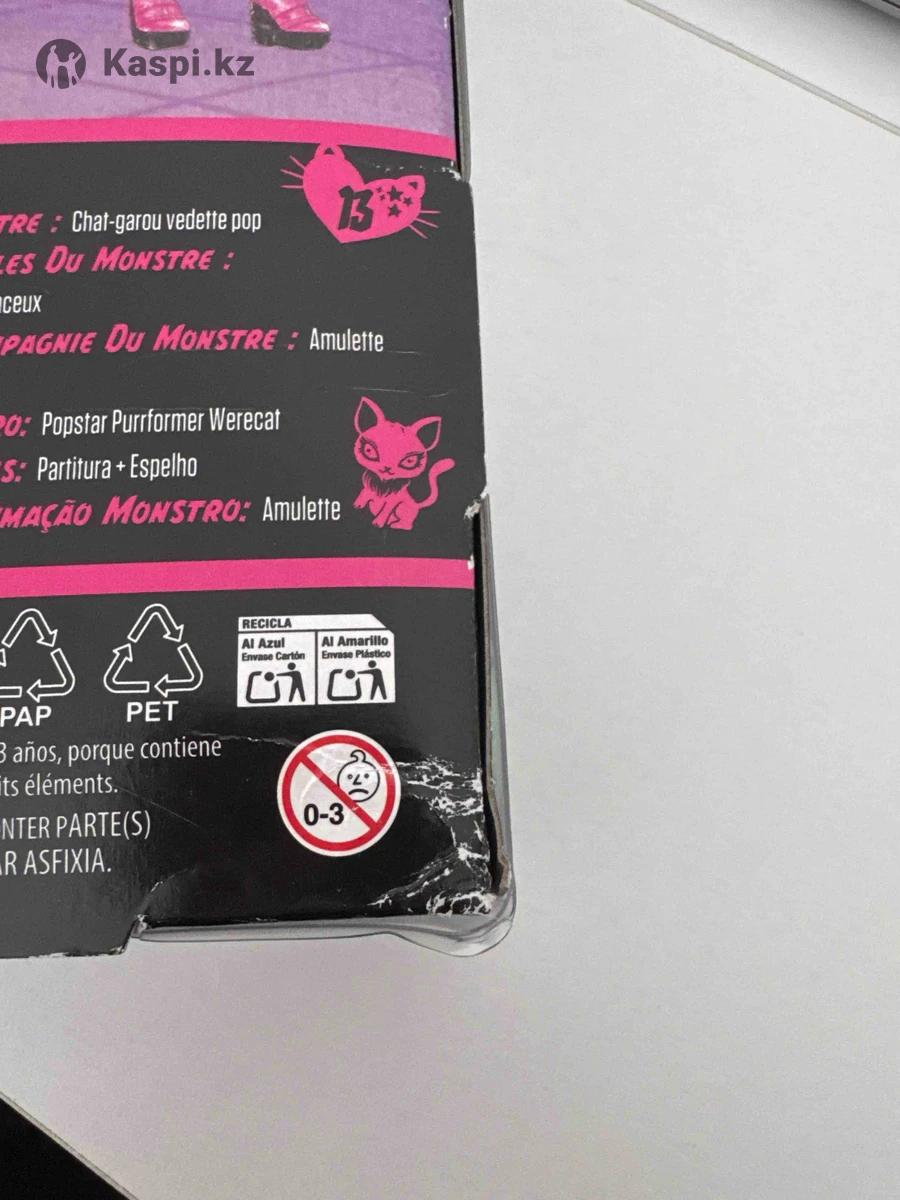 Kaspi.kz
13
TRE : Chat-garou vedette pop
LES DU MONSTRE :
ceux
PAGNIE DU MONSTRE : Amulette
RO: Popstar Purrformer Werecat
S: Partitura + Espelho
MAÇÃO MONSTRO: Amulette
RECICLA
Al Azul
Envase Cartón
Al Amarillo
Envase Plástico
PAP
PET
3 años, porque contiene
its éléments.
NTER PARTE(S)
AR ASFIXIA.
0-3